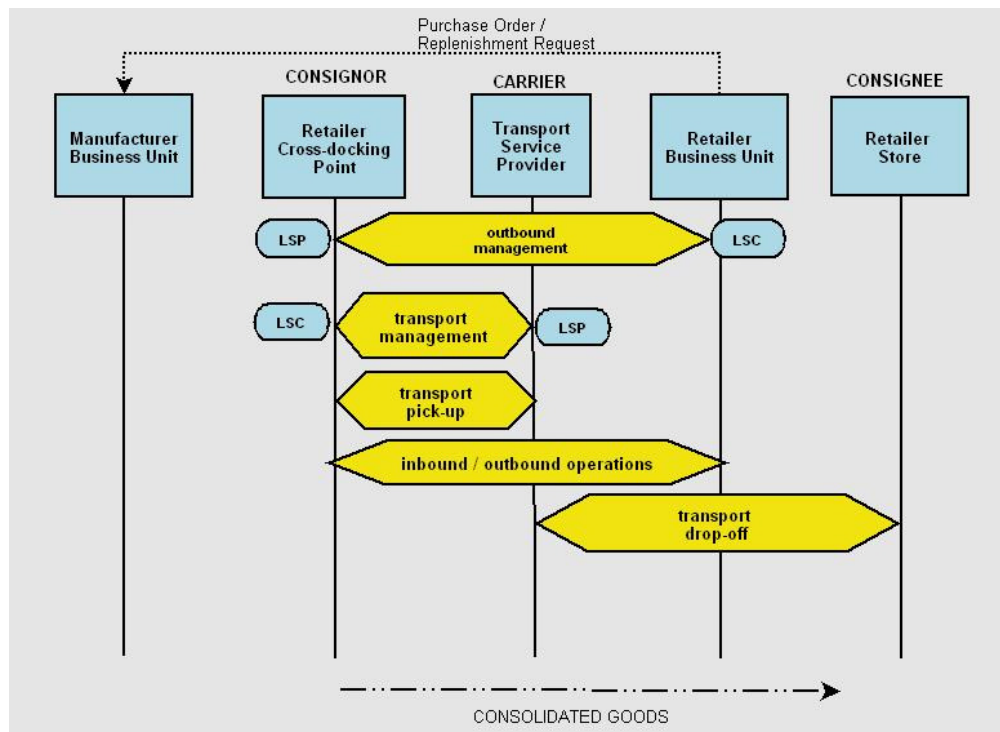 Purchase Order /
Replenishment Request
CONSIGNOR
CARRIER
CONSIGNEE
Manufacturer
Business Unit
Retailer
Cross-docking
Point
Transport
Service
Provider
Retailer
Business Unit
Retailer
Store
LSP
outbound
management
LSC
LSC
transport
management
LSP
transport
pick-up
inbound / outbound operations
transport
drop-off
CONSOLIDATED GOODS